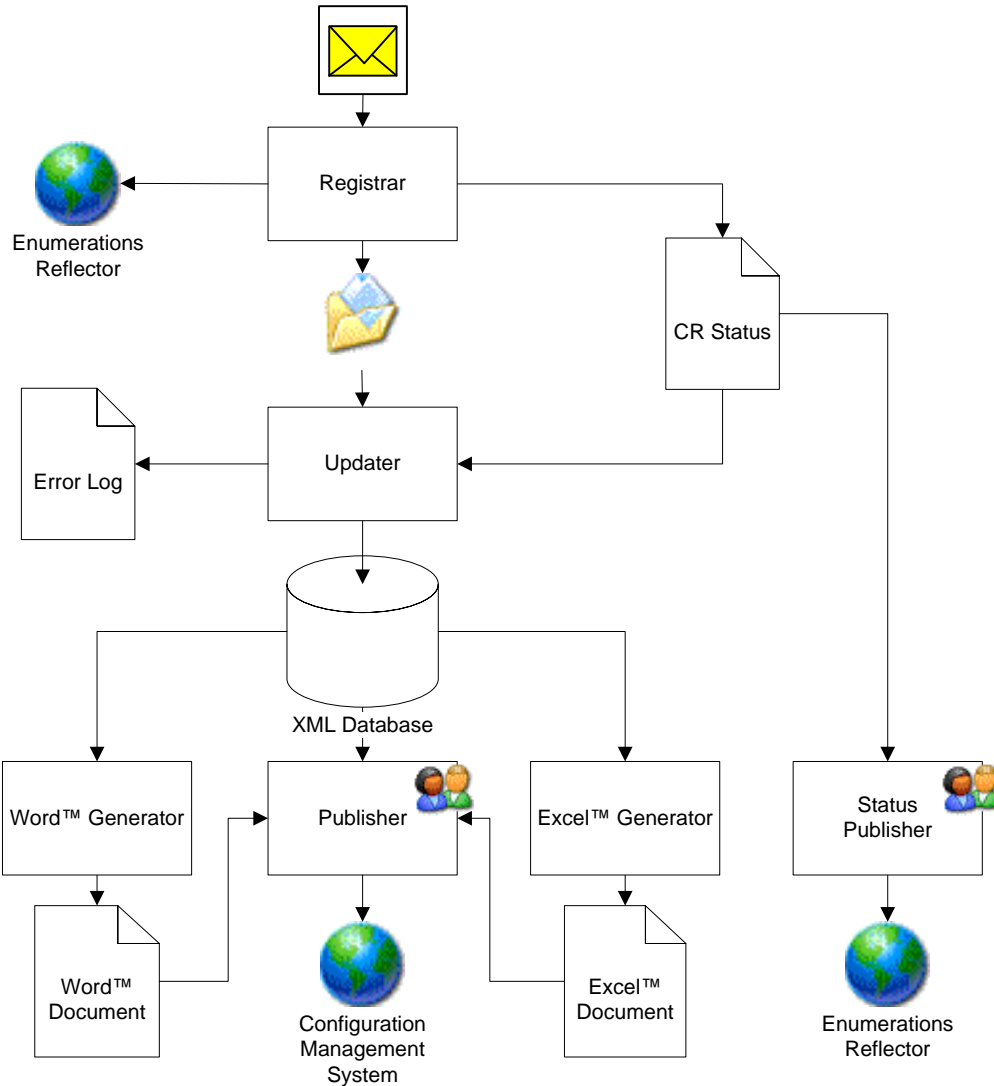 Registrar
Enumerations
Reflector
CR Status
Updater
Error Log
XML Database
Word™ Generator
Publisher
Excel™ Generator
Status
Publisher
Word™
Document
Configuration
Management
System
Excel™
Document
Enumerations
Reflector